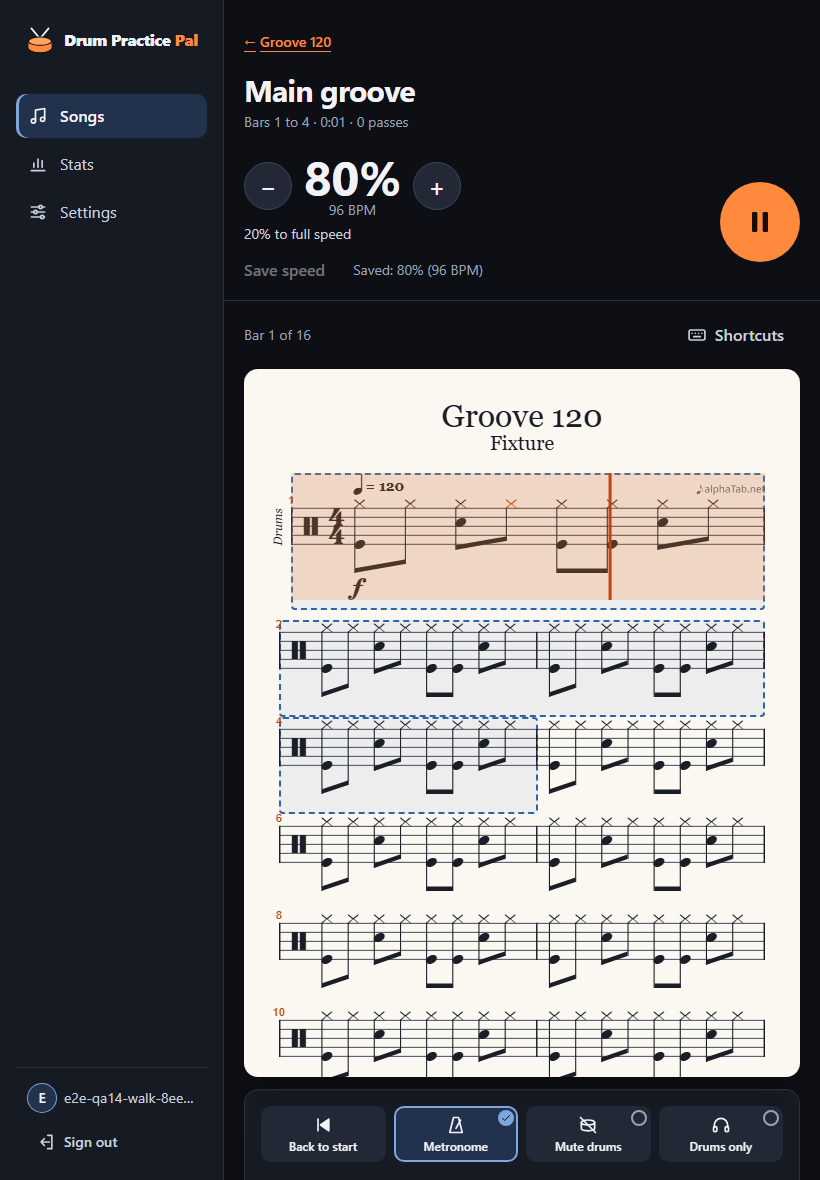 Drum Practice Pal
Songs
Stats
Settings
← Groove 120
Main groove
Bars 1 to 4 · 0:01 · 0 passes
− 80% +
96 BPM
20% to full speed
Save speed Saved: 80% (96 BPM)
Bar 1 of 16
Shortcuts
Groove 120
Fixture
= 120
alphaTab.net
1
Drums
4
4
f
2
4
6
8
10
Back to start
Metronome
Mute drums
Drums only
E e2e-qa14-walk-8ee...
Sign out